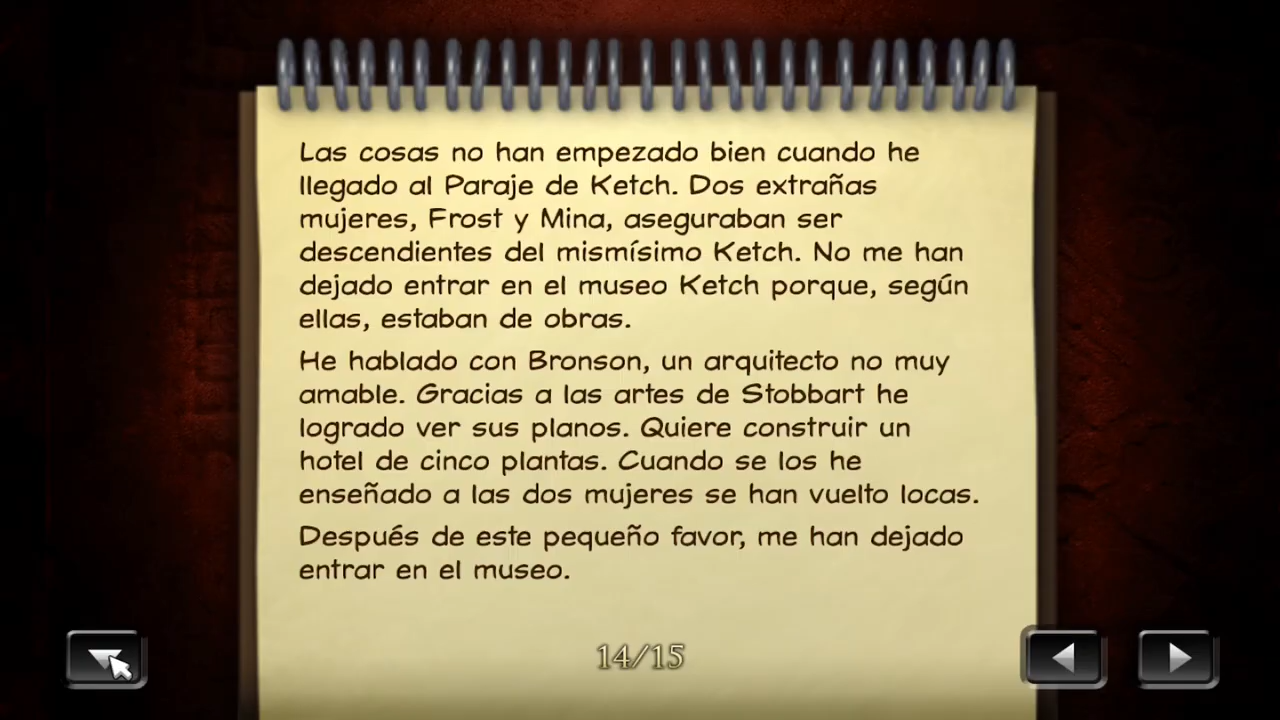 Las cosas no han empezado bien cuando he
llegado al Paraje de Ketch. Dos extrañas
mujeres, Frost y Mina, aseguraban ser
descendientes del mismísimo Ketch. No me han
dejado entrar en el museo Ketch porque, según
ellas, estaban de obras.
He hablado con Bronson, un arquitecto no muy
amable. Gracias a las artes de Stobbart he
logrado ver sus planos. Quiere construir un
hotel de cinco plantas. Cuando se los he
enseñado a las dos mujeres se han vuelto locas.
Después de este pequeño favor, me han dejado
entrar en el museo.
14/15